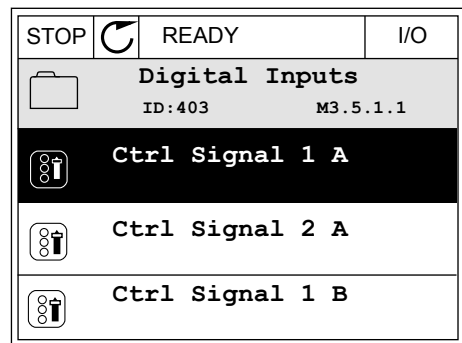 STOP READY I/O
Digital Inputs
ID:403 M3.5.1.1
Ctrl Signal 1 A
Ctrl Signal 2 A
Ctrl Signal 1 B